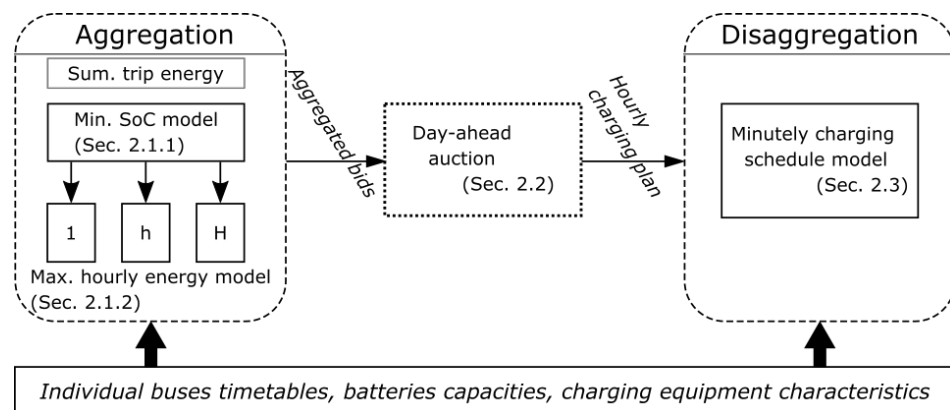 Aggregation
Sum. trip energy
Min. SoC model
(Sec. 2.1.1)
1
h
H
Max. hourly energy model
(Sec. 2.1.2)
Aggregated
bids
Day-ahead
auction
(Sec. 2.2)
Hourly
charging
plan
Disaggregation
Minutely charging
schedule model
(Sec. 2.3)
Individual buses timetables, batteries capacities, charging equipment characteristics